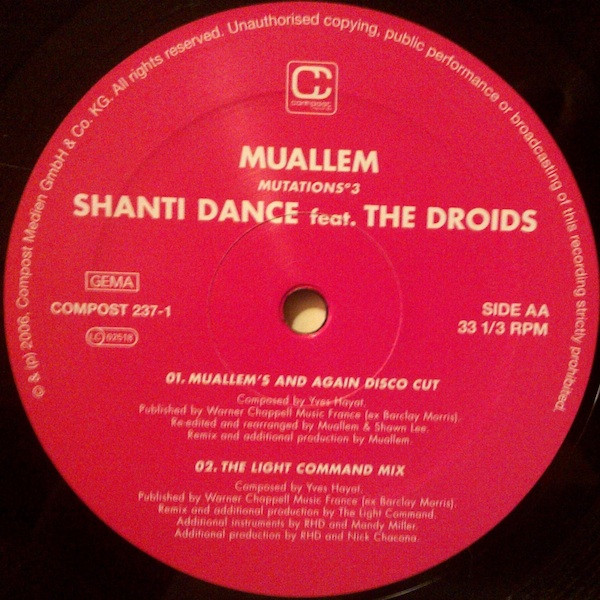 © & (p) 2006. Compost Medien GmbH & Co. KG. All rights reserved. Unauthorised copying, public performance or broadcasting of this recording strictly prohibited.
MUALLEM
MUTATIONS°3
SHANTI DANCE feat. THE DROIDS
GEMA
COMPOST 237-1
LC 02518
SIDE AA
33 1/3 RPM
01. MUALLEM'S AND AGAIN DISCO CUT
Composed by Yves Hayat.
Published by Warner Chappell Music France (ex Barclay Morris).
Re-edited and rearranged by Muallem & Shawn Lee.
Remix and additional production by Muallem.
02. THE LIGHT COMMAND MIX
Composed by Yves Hayat.
Published by Warner Chappell Music France (ex Barclay Morris).
Remix and additional production by The Light Command.
Additional instruments by RHD and Mandy Miller.
Additional production by RHD and Nick Chacona.